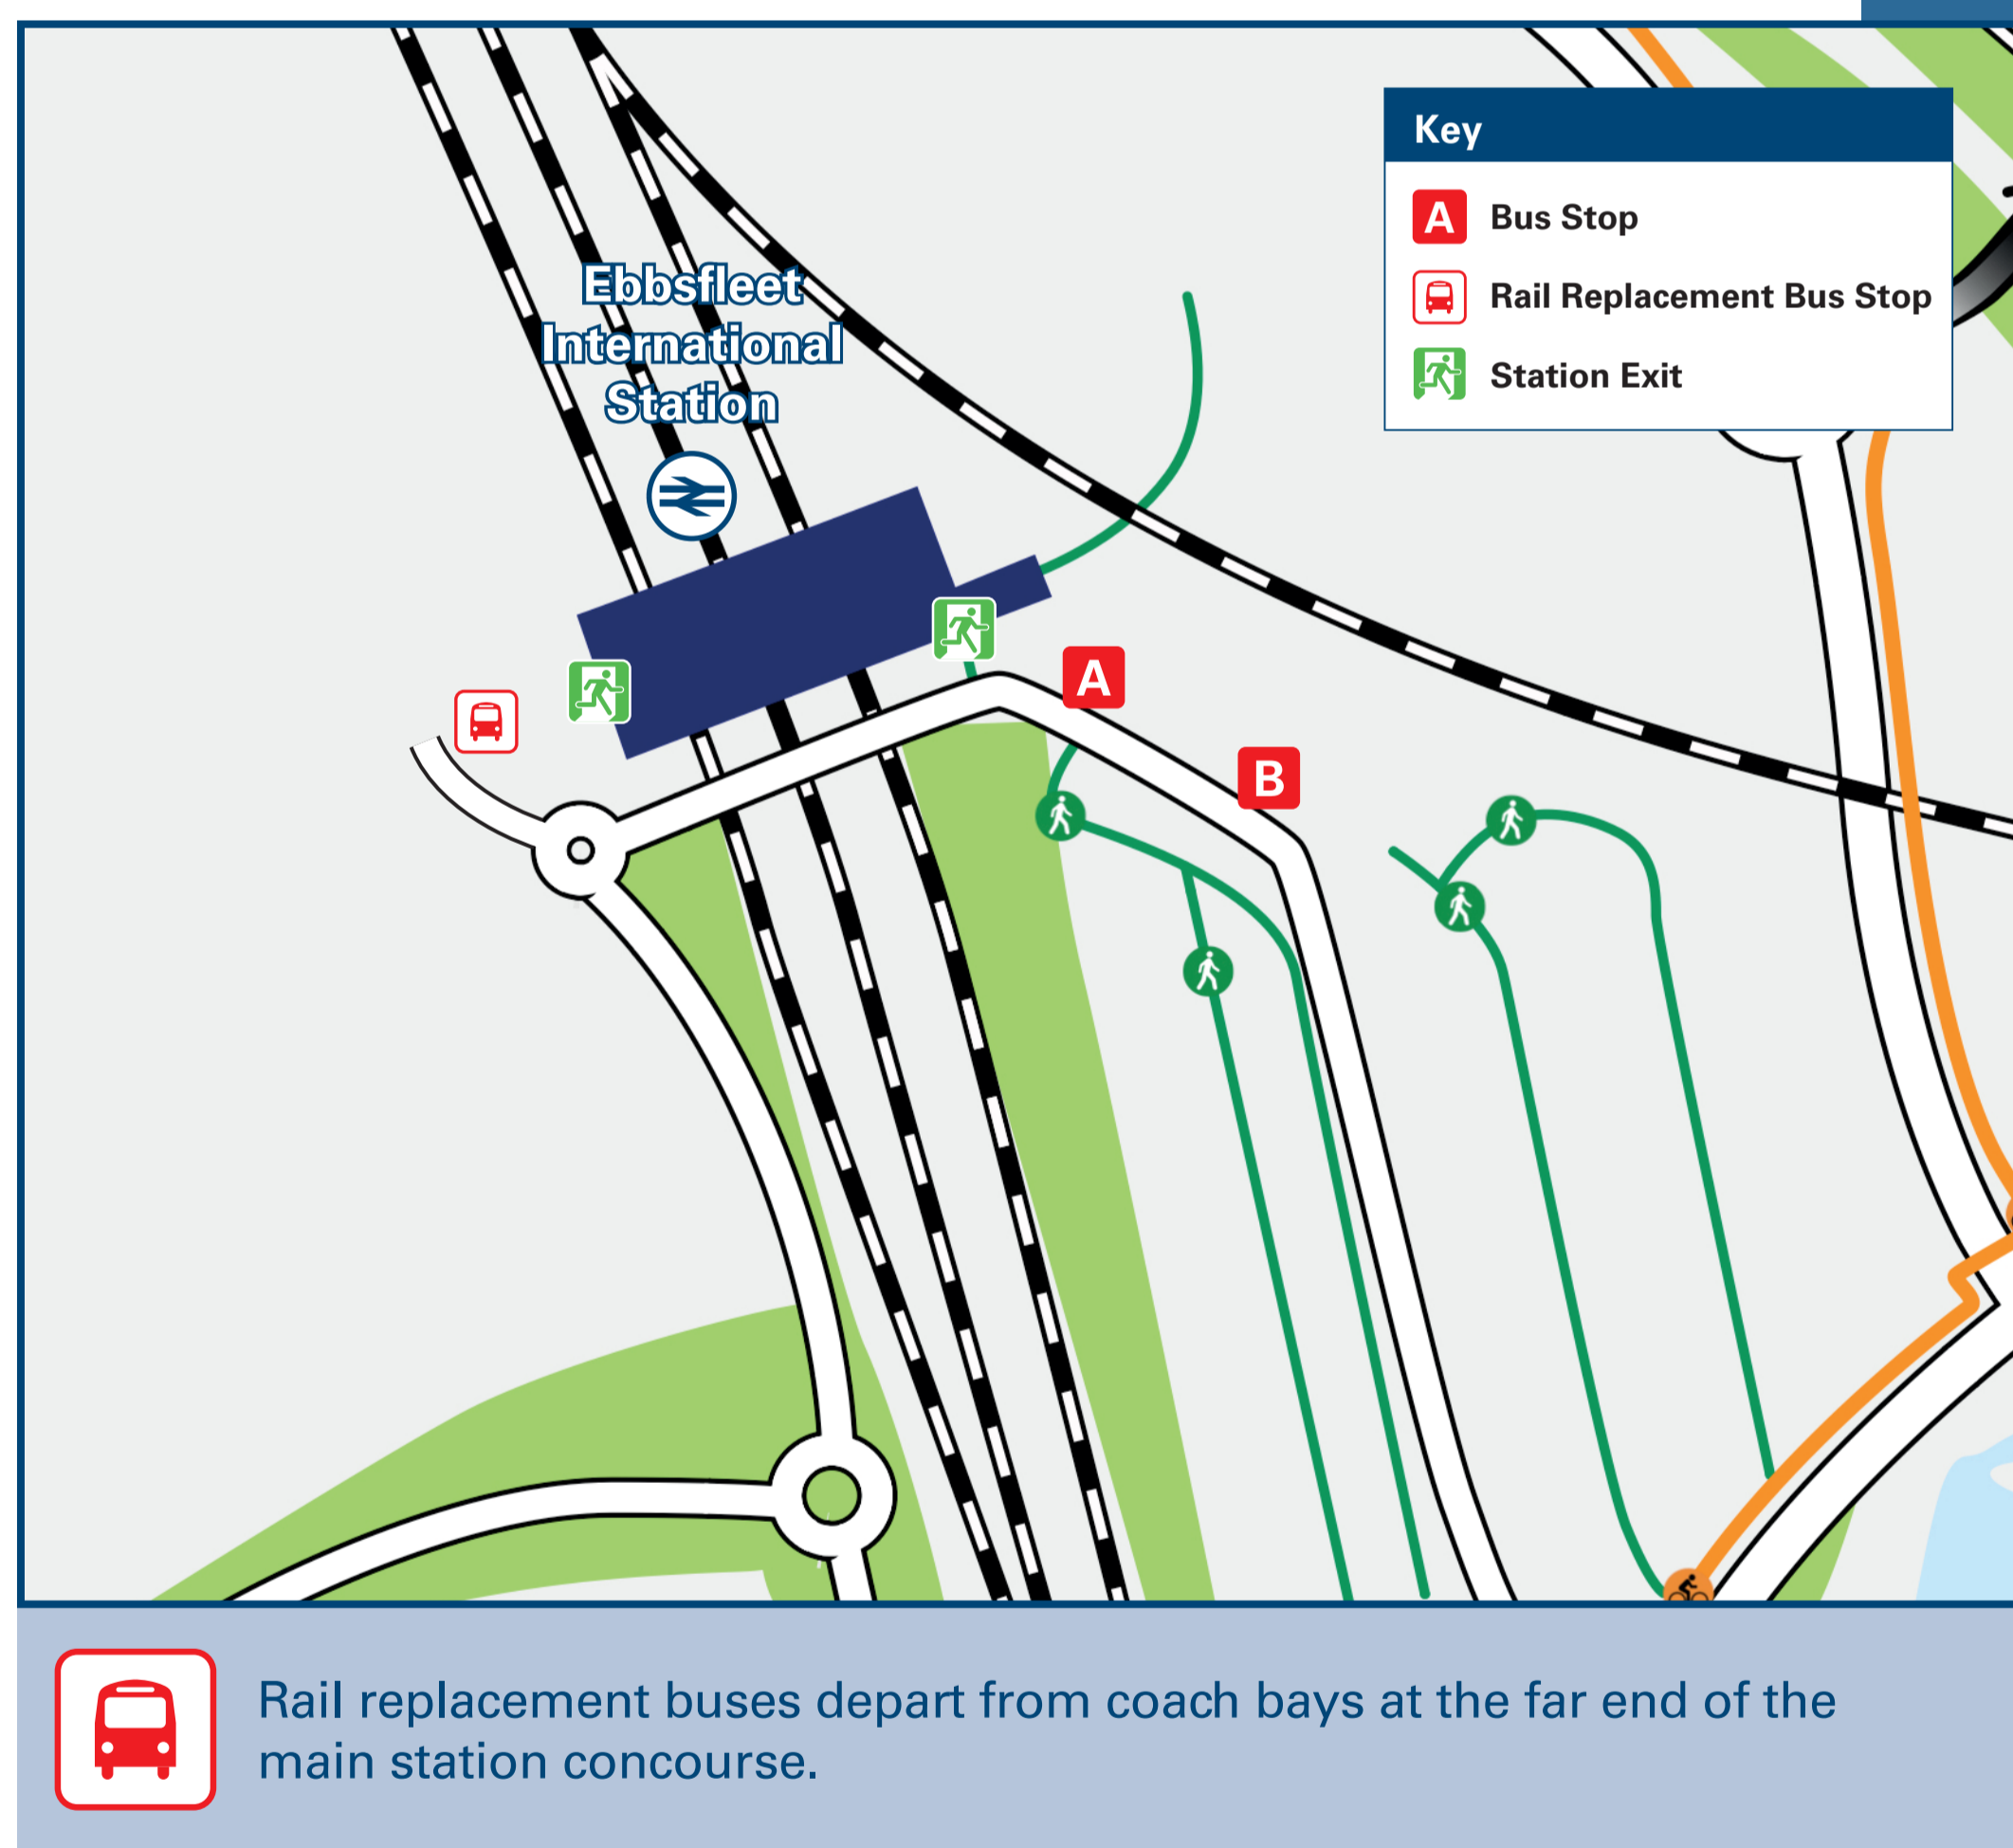 Key
A Bus Stop
Rail Replacement Bus Stop
Station Exit
Ebbsfleet
International
Station
A
B
Rail replacement buses depart from coach bays at the far end of the
main station concourse.